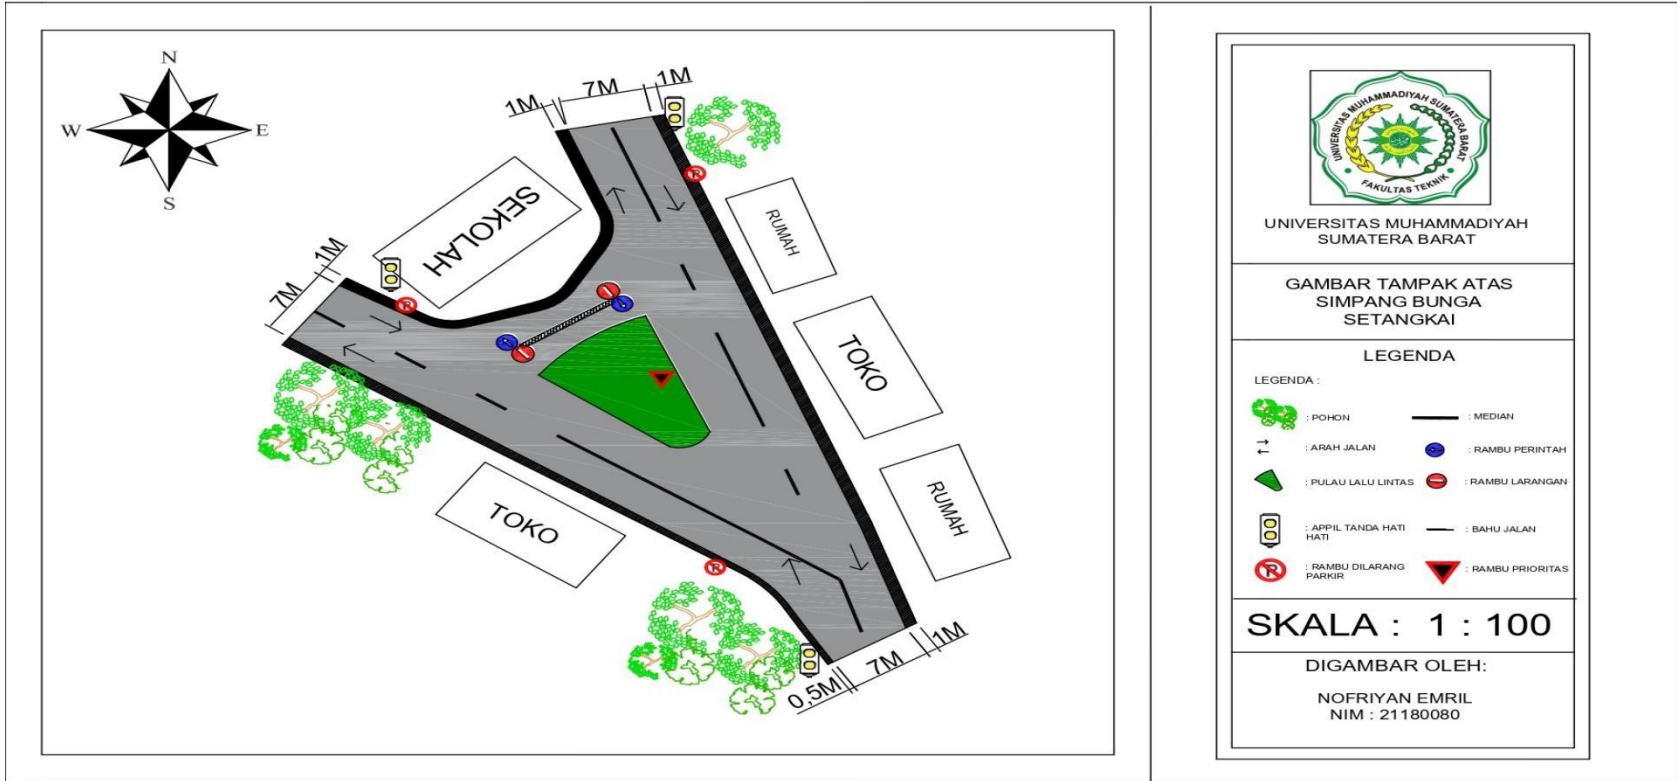 N
W
E
S
1M
7M
1M
SEKOLAH
RUMAH
1M
7M
TOKO
RUMAH
TOKO
0,5M
7M
1M
UNIVERSITAS MUHAMMADIYAH SUMATERA BARAT
FAKULTAS TEKNIK
UNIVERSITAS MUHAMMADIYAH
SUMATERA BARAT
GAMBAR TAMPAK ATAS
SIMPANG BUNGA
SETANGKAI
LEGENDA
LEGENDA :
: POHON
: MEDIAN
: ARAH JALAN
: RAMBU PERINTAH
: PULAU LALU LINTAS
: RAMBU LARANGAN
: APPIL TANDA HATI
HATI
: BAHU JALAN
: RAMBU DILARANG
PARKIR
: RAMBU PRIORITAS
SKALA : 1 : 100
DIGAMBAR OLEH:
NOFRIYAN EMRIL
NIM : 21180080